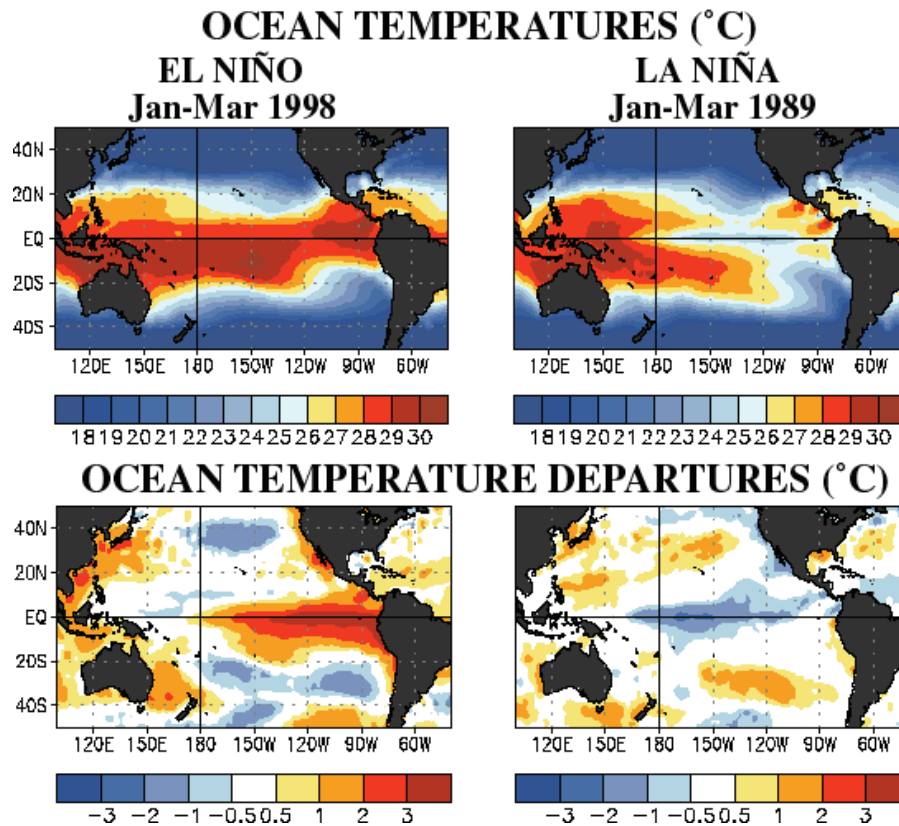 OCEAN TEMPERATURES (˚C)
EL NIÑO
Jan-Mar 1998
LA NIÑA
Jan-Mar 1989
40N
20N
EQ
20S
40S
120E 150E 180 150W 120W 90W 60W
120E 150E 180 150W 120W 90W 60W
18 19 20 21 22 23 24 25 26 27 28 29 30
18 19 20 21 22 23 24 25 26 27 28 29 30
OCEAN TEMPERATURE DEPARTURES (˚C)
40N
20N
EQ
20S
40S
120E 150E 180 150W 120W 90W 60W
120E 150E 180 150W 120W 90W 60W
-3 -2 -1 -0.5 0.5 1 2 3
-3 -2 -1 -0.5 0.5 1 2 3